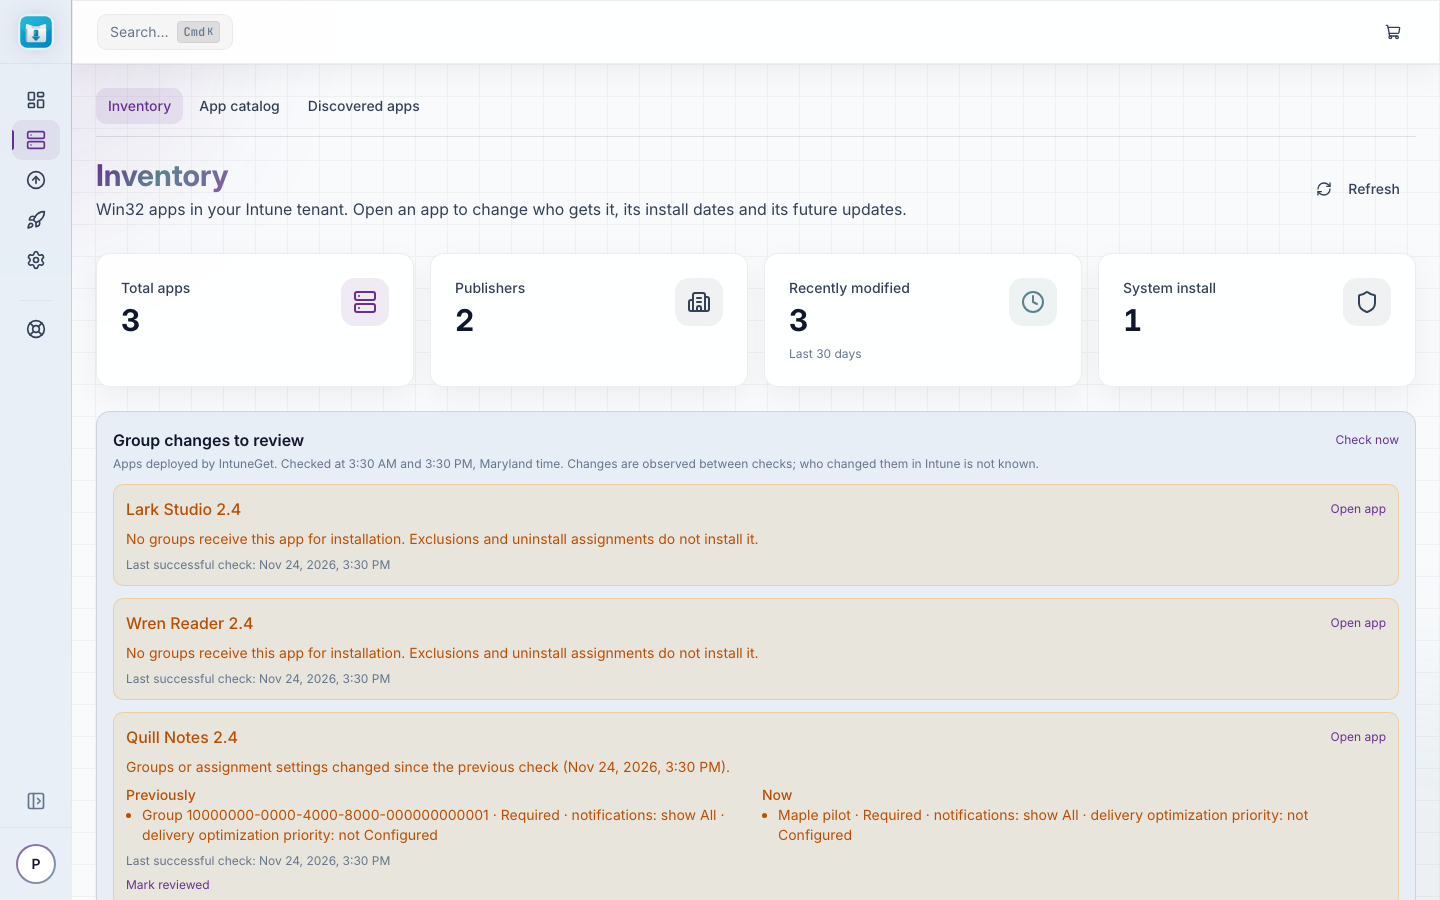 Search... Cmd K
Inventory App catalog Discovered apps
Inventory
Win32 apps in your Intune tenant. Open an app to change who gets it, its install dates and its future updates.
Refresh
Total apps
3
Publishers
2
Recently modified
3
Last 30 days
System install
1
Group changes to review
Check now
Apps deployed by IntuneGet. Checked at 3:30 AM and 3:30 PM, Maryland time. Changes are observed between checks; who changed them in Intune is not known.
Lark Studio 2.4
Open app
No groups receive this app for installation. Exclusions and uninstall assignments do not install it.
Last successful check: Nov 24, 2026, 3:30 PM
Wren Reader 2.4
Open app
No groups receive this app for installation. Exclusions and uninstall assignments do not install it.
Last successful check: Nov 24, 2026, 3:30 PM
Quill Notes 2.4
Open app
Groups or assignment settings changed since the previous check (Nov 24, 2026, 3:30 PM).
Previously
• Group 10000000-0000-4000-8000-000000000001 · Required · notifications: show All ·
delivery optimization priority: not Configured
Now
• Maple pilot · Required · notifications: show All · delivery optimization priority: not
Configured
Last successful check: Nov 24, 2026, 3:30 PM
Mark reviewed
P